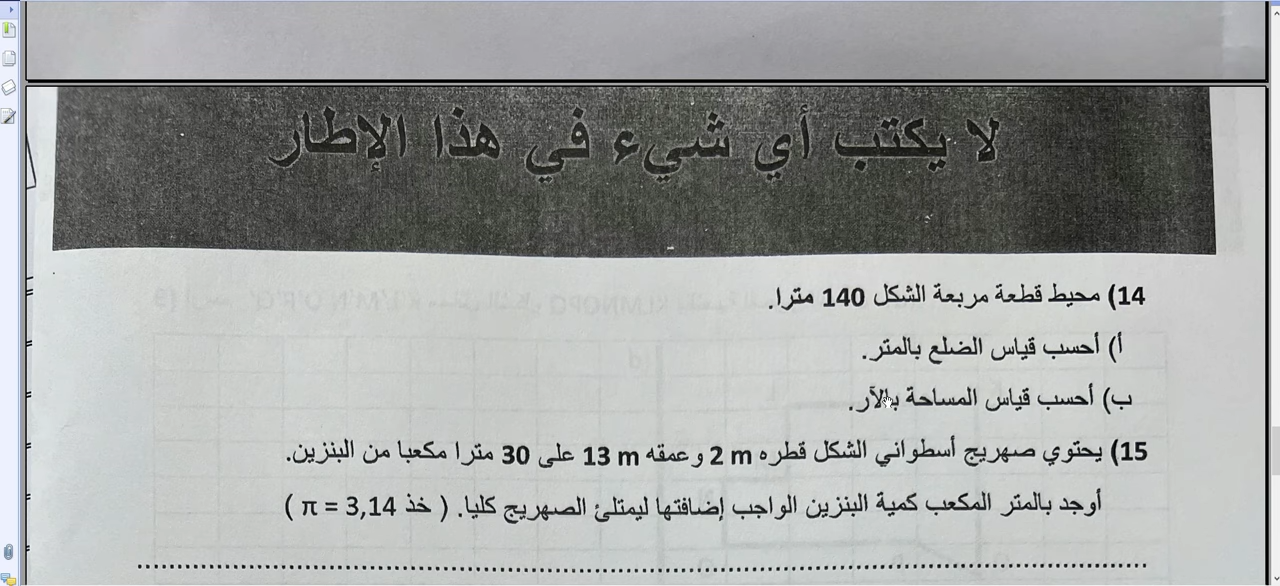 لا يكتب أي شيء في هذا الإطار
14) محيط قطعة مربعة الشكل 140 مترا.
أ) أحسب قياس الضلع بالمتر.
ب) أحسب قياس المساحة بالآر.
15) يحتوي صهريج أسطواني الشكل قطره 2 m وعمقه 13 m على 30 مترا مكعبا من البنزين.
أوجد بالمتر المكعب كمية البنزين الواجب إضافتها ليمتلئ الصهريج كليا. ( خذ π = 3,14 )